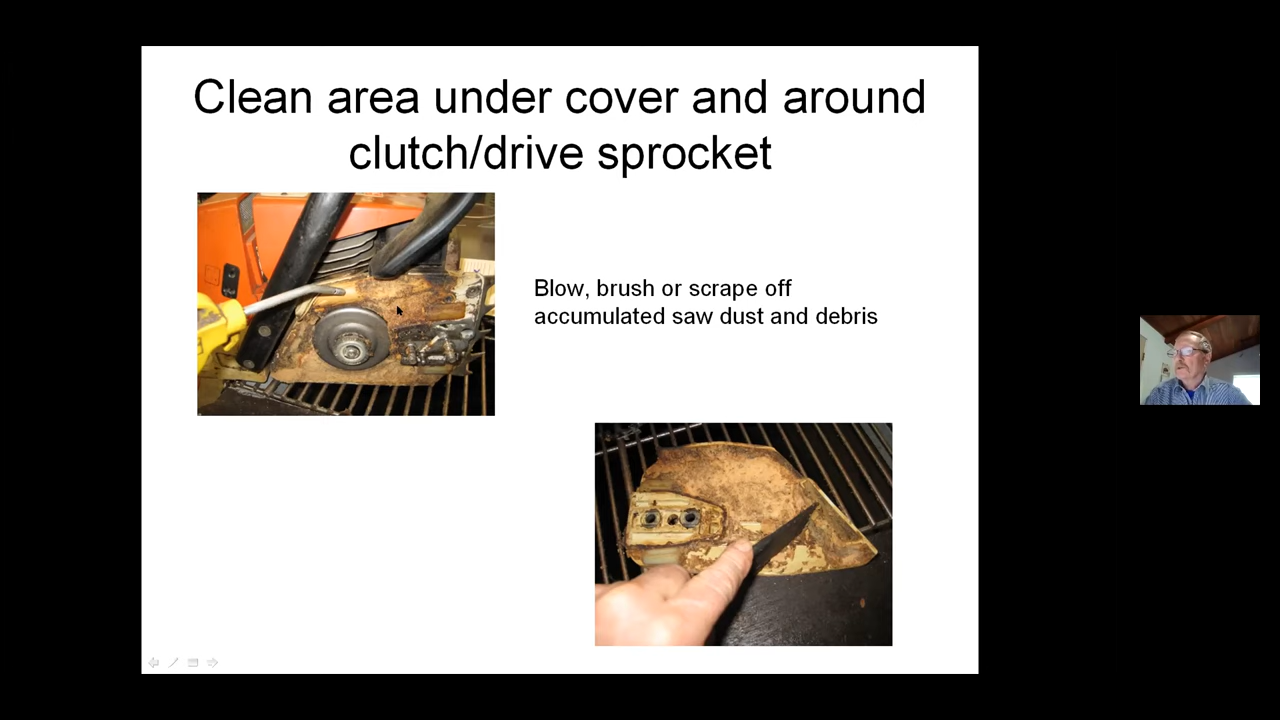 Clean area under cover and around
clutch/drive sprocket
Blow, brush or scrape off
accumulated saw dust and debris